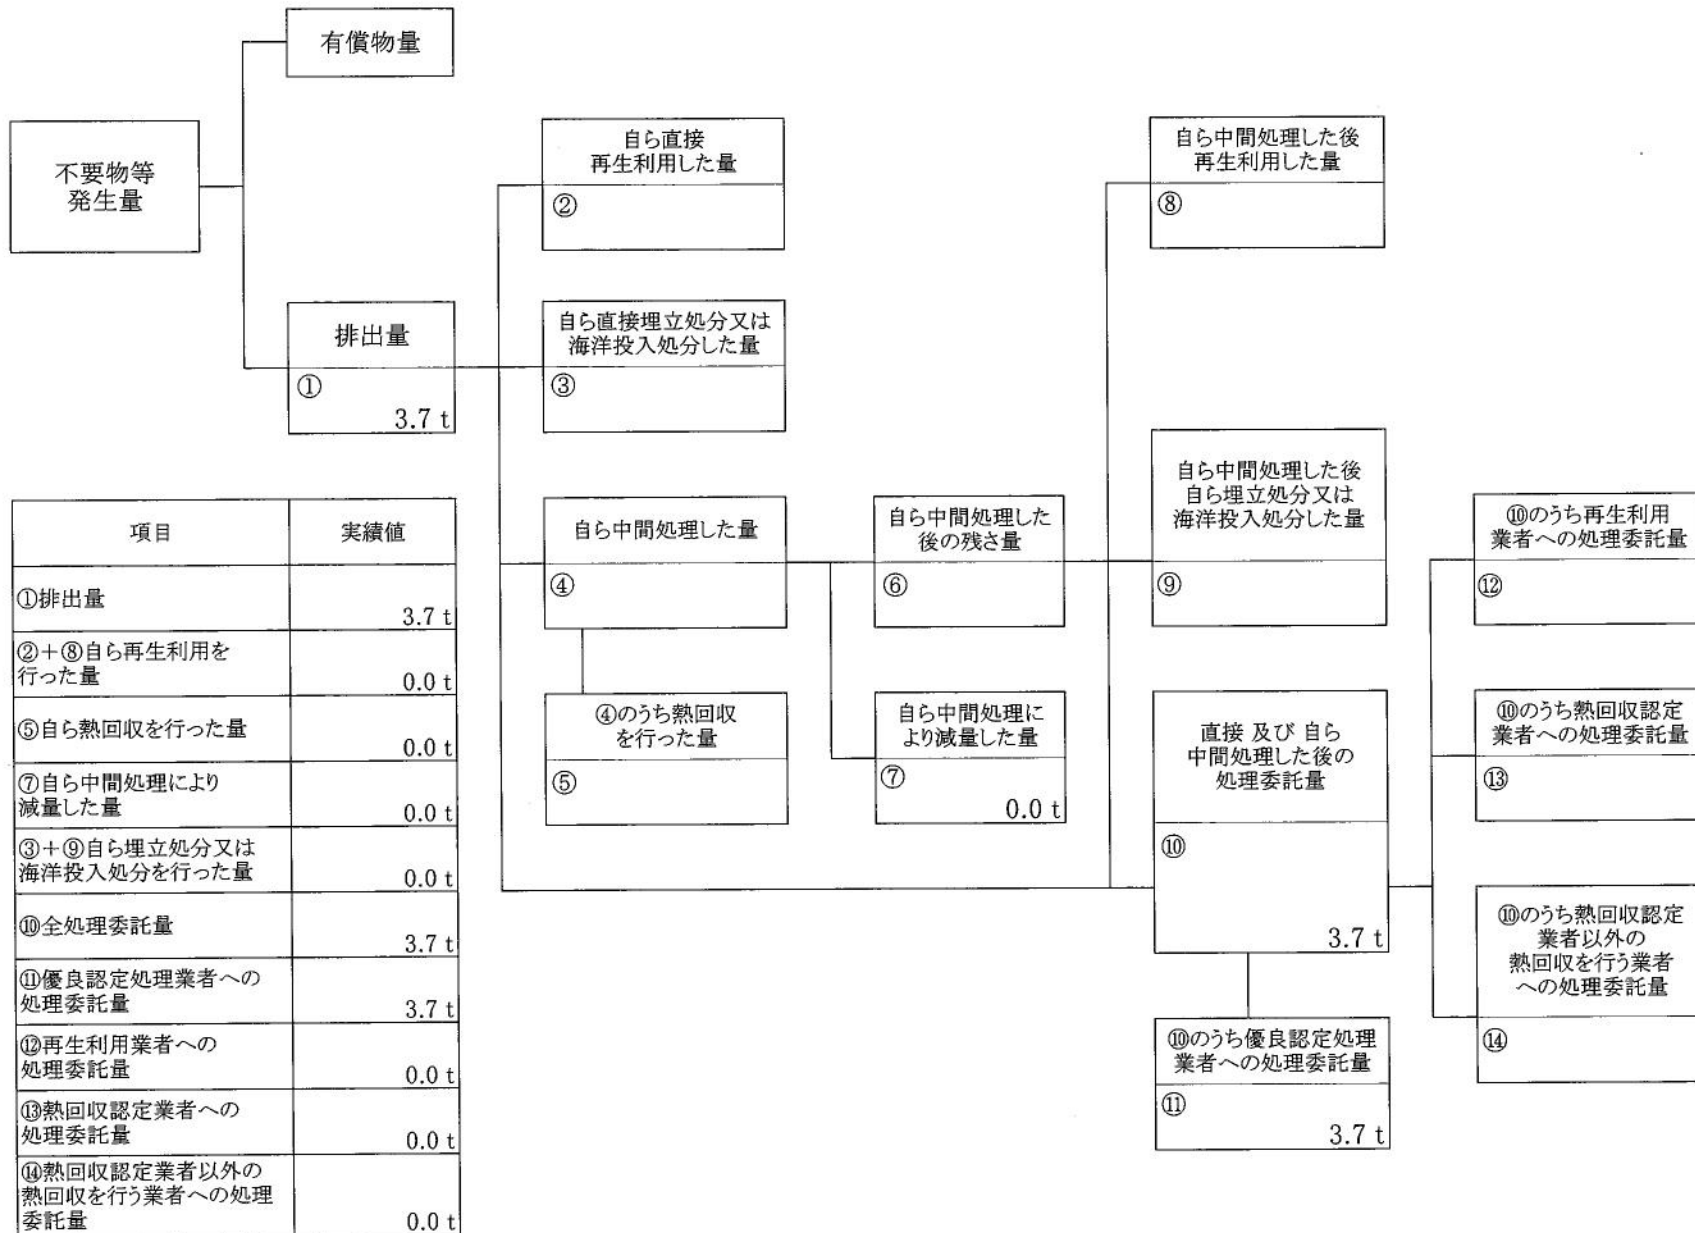 有償物量
不要物等
発生量
排出量
①
3.7 t
自ら直接
再生利用した量
②
自ら直接埋立処分又は
海洋投入処分した量
③
自ら中間処理した量
④
④のうち熱回収
を行った量
⑤
自ら中間処理した
後の残さ量
⑥
自ら中間処理に
より減量した量
⑦
0.0 t
自ら中間処理した後
再生利用した量
⑧
自ら中間処理した後
自ら埋立処分又は
海洋投入処分した量
⑨
直接 及び 自ら
中間処理した後の
処理委託量
⑩
3.7 t
⑩のうち優良認定処理
業者への処理委託量
⑪
3.7 t
⑩のうち再生利用
業者への処理委託量
⑫
⑩のうち熱回収認定
業者への処理委託量
⑬
⑩のうち熱回収認定
業者以外の
熱回収を行う業者
への処理委託量
⑭
項目 実績値
①排出量
3.7 t
②+⑧自ら再生利用を
行った量
0.0 t
⑤自ら熱回収を行った量
0.0 t
⑦自ら中間処理により
減量した量
0.0 t
③+⑨自ら埋立処分又は
海洋投入処分を行った量
0.0 t
⑩全処理委託量
3.7 t
⑪優良認定処理業者への
処理委託量
3.7 t
⑫再生利用業者への
処理委託量
0.0 t
⑬熱回収認定業者への
処理委託量
0.0 t
⑭熱回収認定業者以外の
熱回収を行う業者への処理
委託量
0.0 t